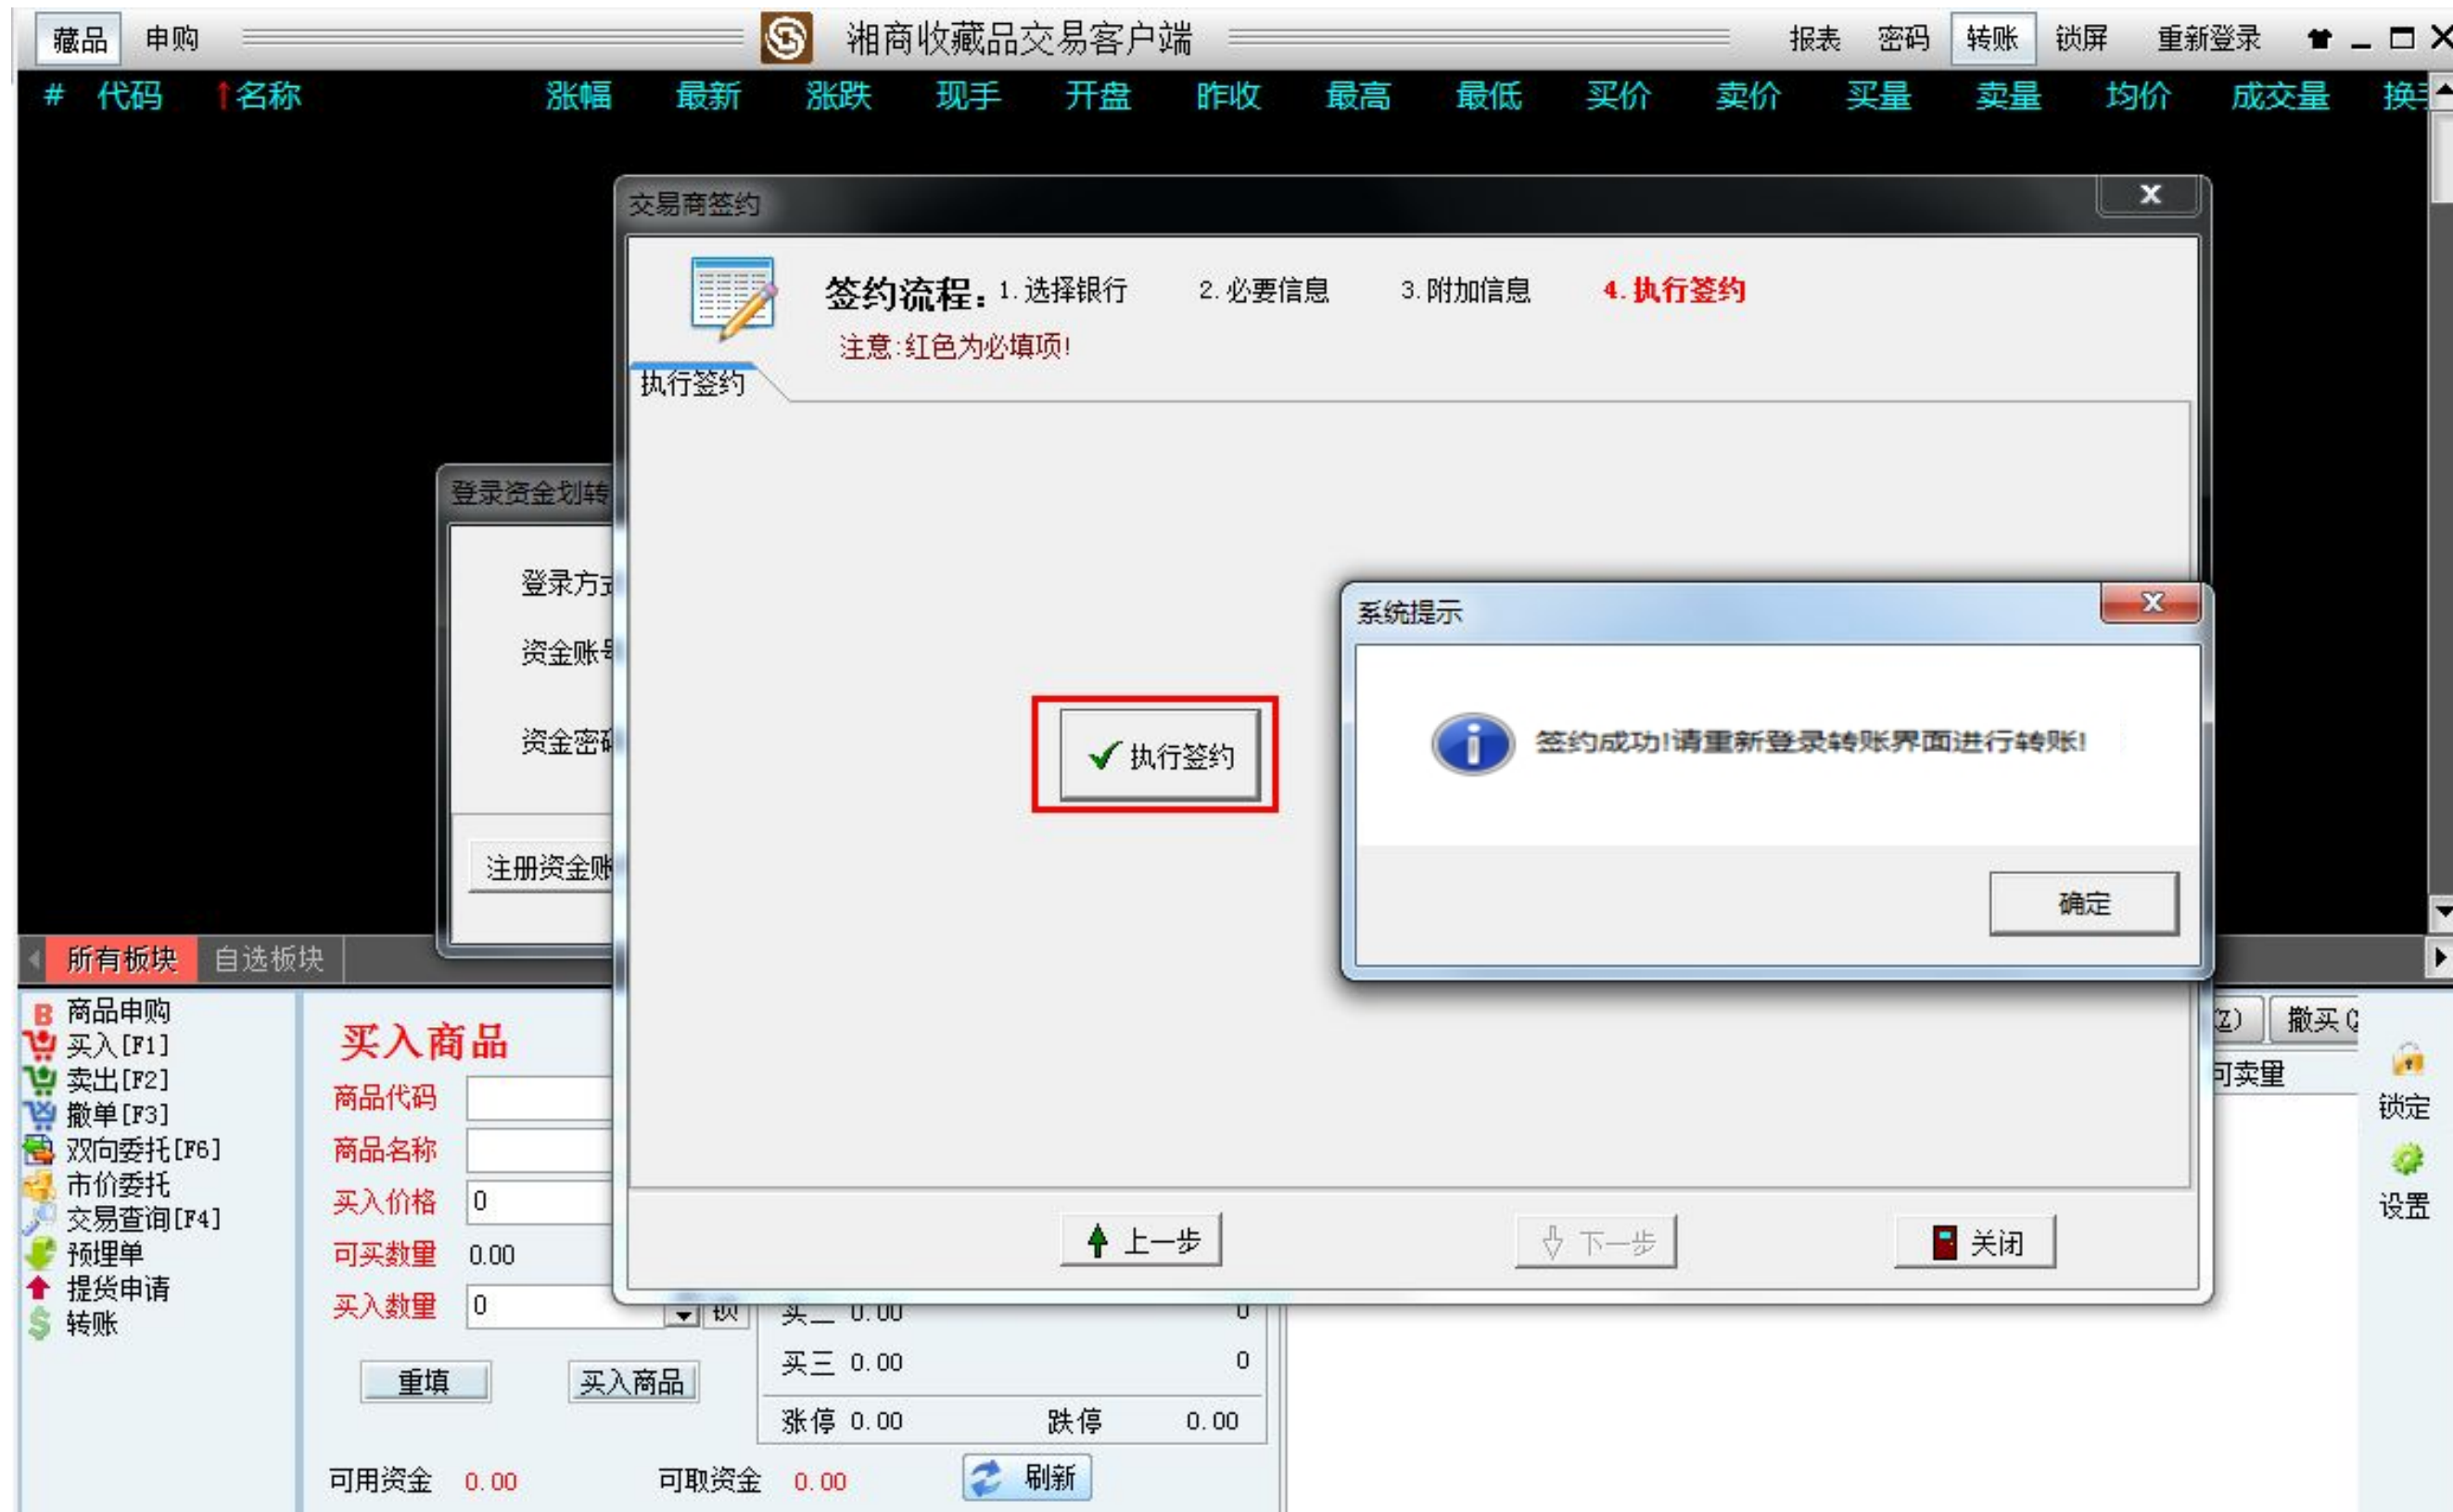 藏品 申购 湘商收藏品交易客户端 报表 密码 转账 锁屏 重新登录
# 代码 ↑名称 涨幅 最新 涨跌 现手 开盘 昨收 最高 最低 买价 卖价 买量 卖量 均价 成交量
交易商签约
签约流程: 1.选择银行 2.必要信息 3.附加信息 4.执行签约
注意:红色为必填项!
执行签约
登录资金划转
登录方式
资金账号
资金密码
注册资金账
执行签约
系统提示
签约成功!请重新登录转账界面进行转账!
确定
上一步 下一步 关闭
所有板块 自选板块
商品申购
买入[F1]
卖出[F2]
撤单[F3]
双向委托[F6]
市价委托
交易查询[F4]
预埋单
提货申请
转账
买入商品
商品代码
商品名称
买入价格 0
可买数量 0.00
买入数量 0
重填 买入商品
买二 0.00 0
买三 0.00 0
涨停 0.00 跌停 0.00
可用资金 0.00 可取资金 0.00 刷新
Z) 撤买(
可卖量
锁定
设置